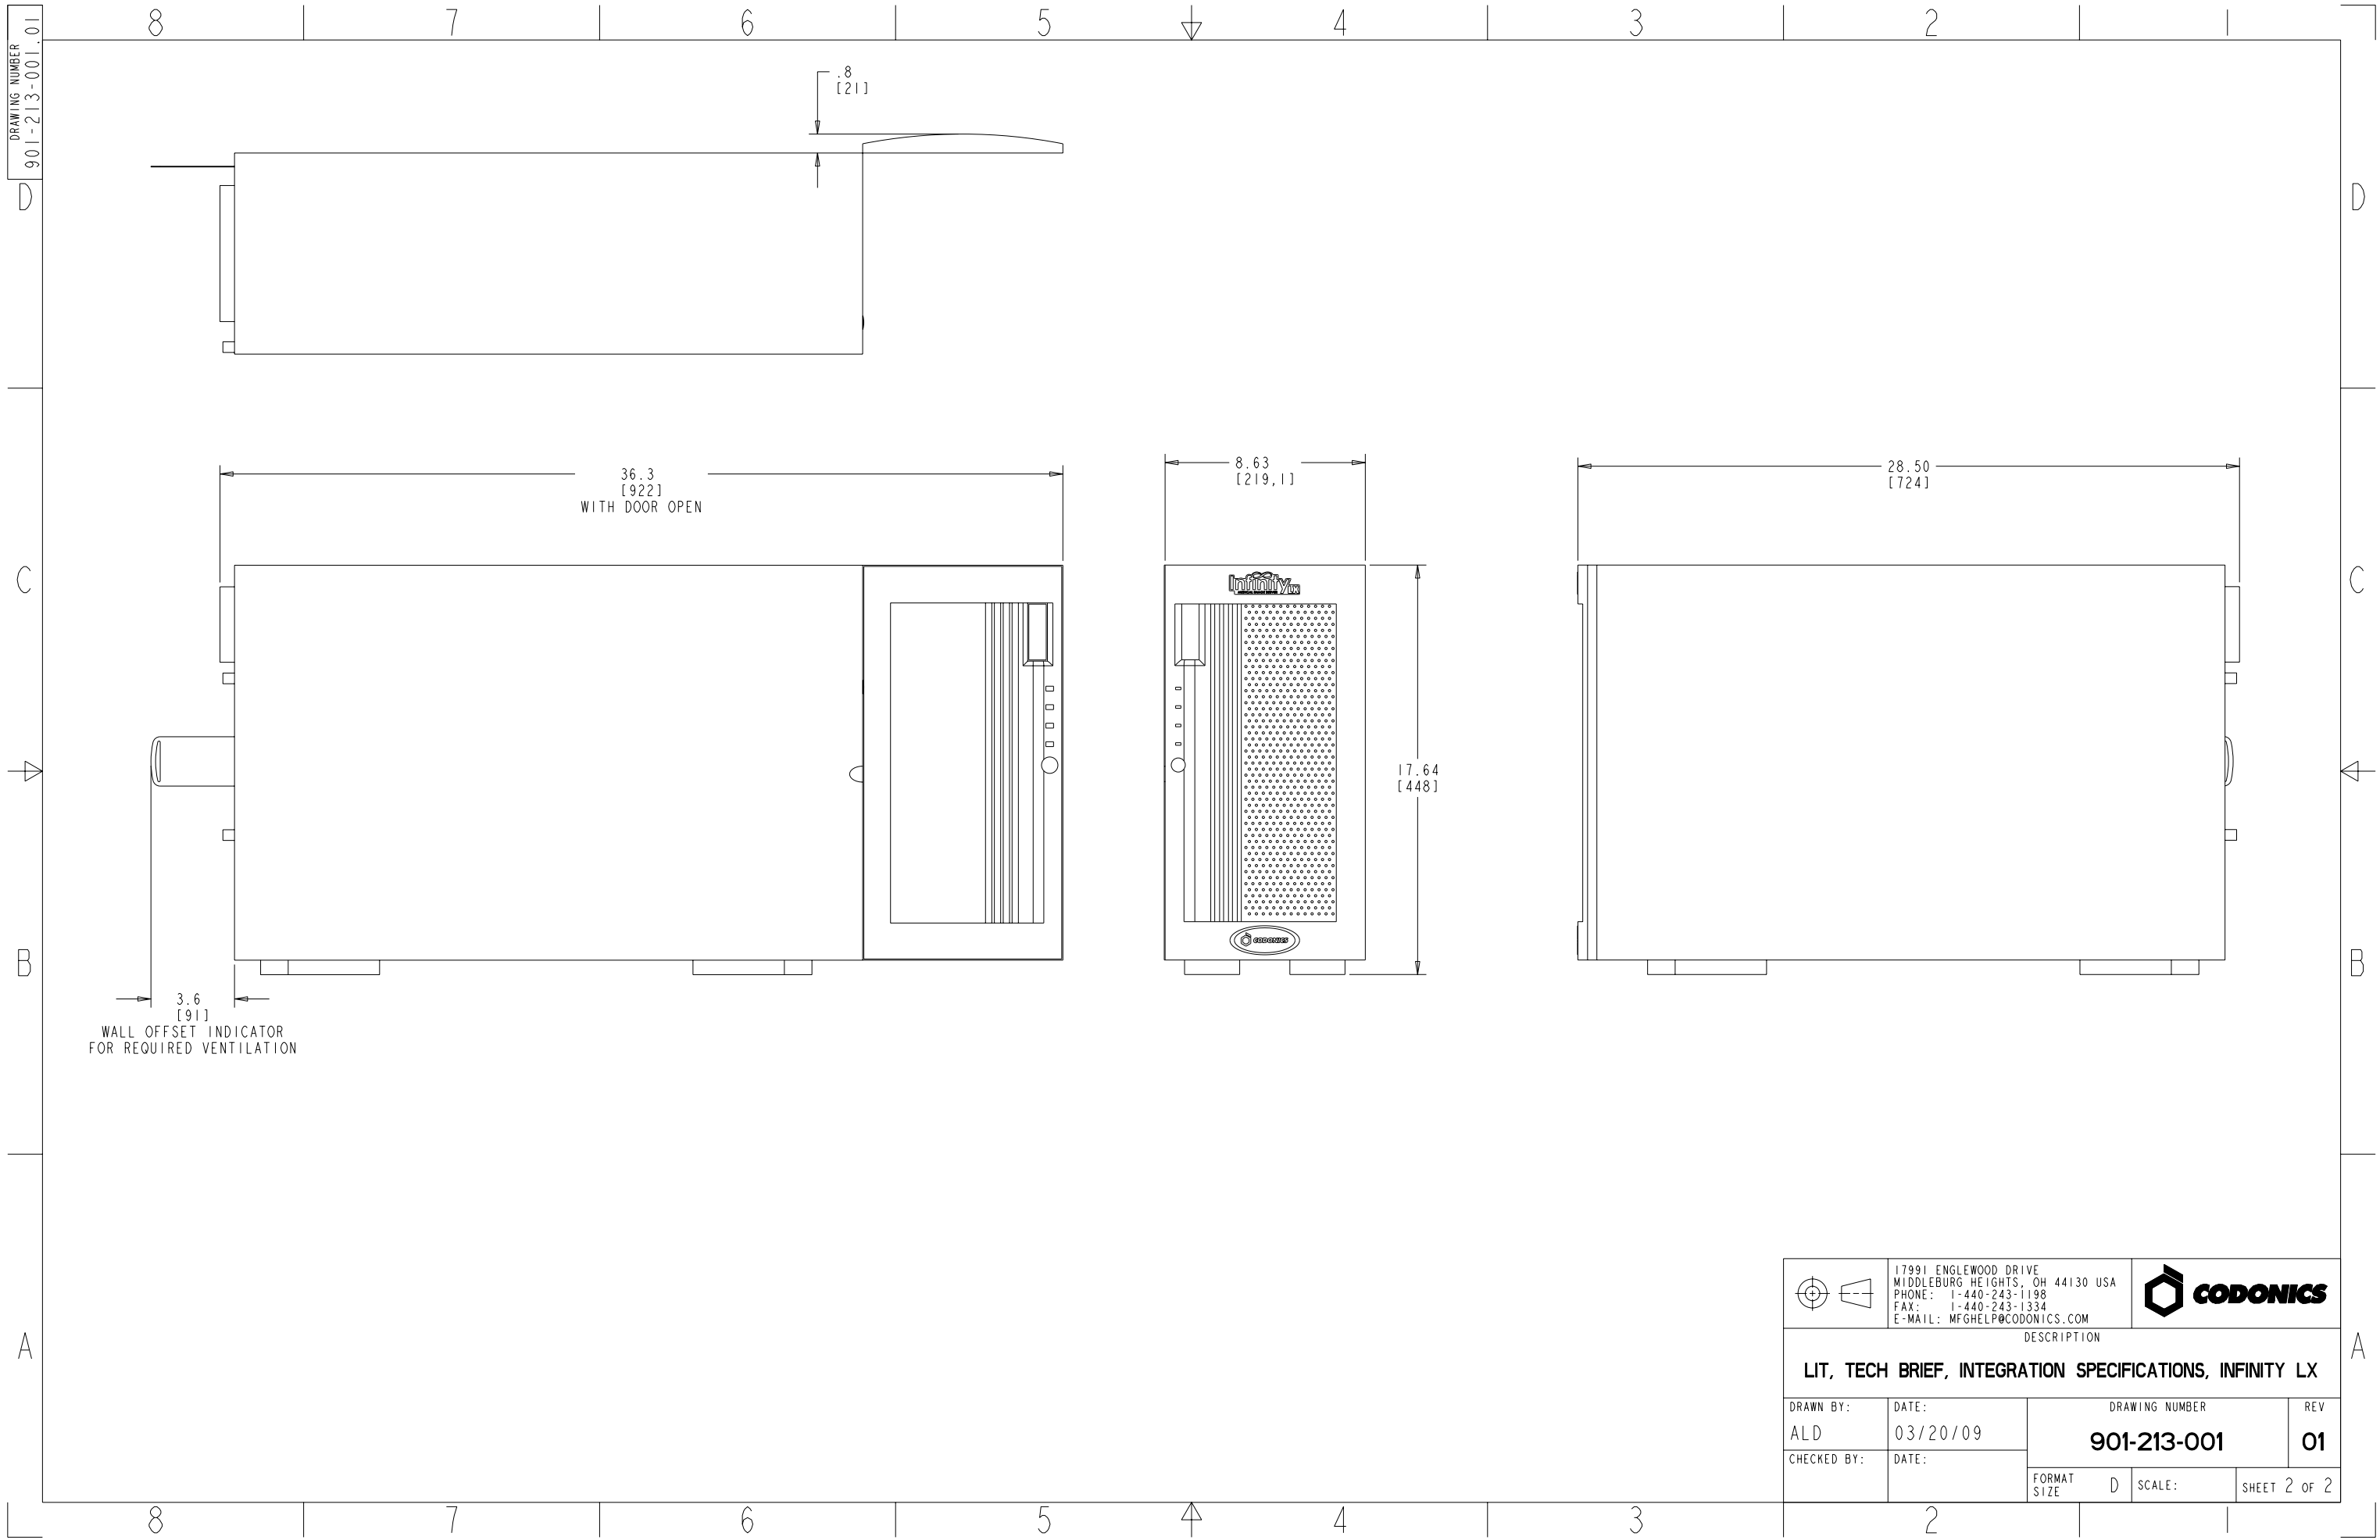 8 7 6 5 4 3 2 1
DRAWING NUMBER
901-213-001.01
.8
[21]
D D
36.3
[922]
WITH DOOR OPEN
8.63
[219,1]
28.50
[724]
C C
Infinity LX
17.64
[448]
CODONICS
B B
3.6
[91]
WALL OFFSET INDICATOR
FOR REQUIRED VENTILATION
17991 ENGLEWOOD DRIVE
MIDDLEBURG HEIGHTS, OH 44130 USA
PHONE: 1-440-243-1198
FAX: 1-440-243-1334
E-MAIL: MFGHELP@CODONICS.COM
CODONICS
DESCRIPTION
LIT, TECH BRIEF, INTEGRATION SPECIFICATIONS, INFINITY LX
A A
DRAWN BY:
ALD
DATE:
03/20/09
DRAWING NUMBER
901-213-001
REV
01
CHECKED BY:
DATE:
FORMAT
SIZE
D
SCALE:
SHEET 2 OF 2
8 7 6 5 4 3 2 1